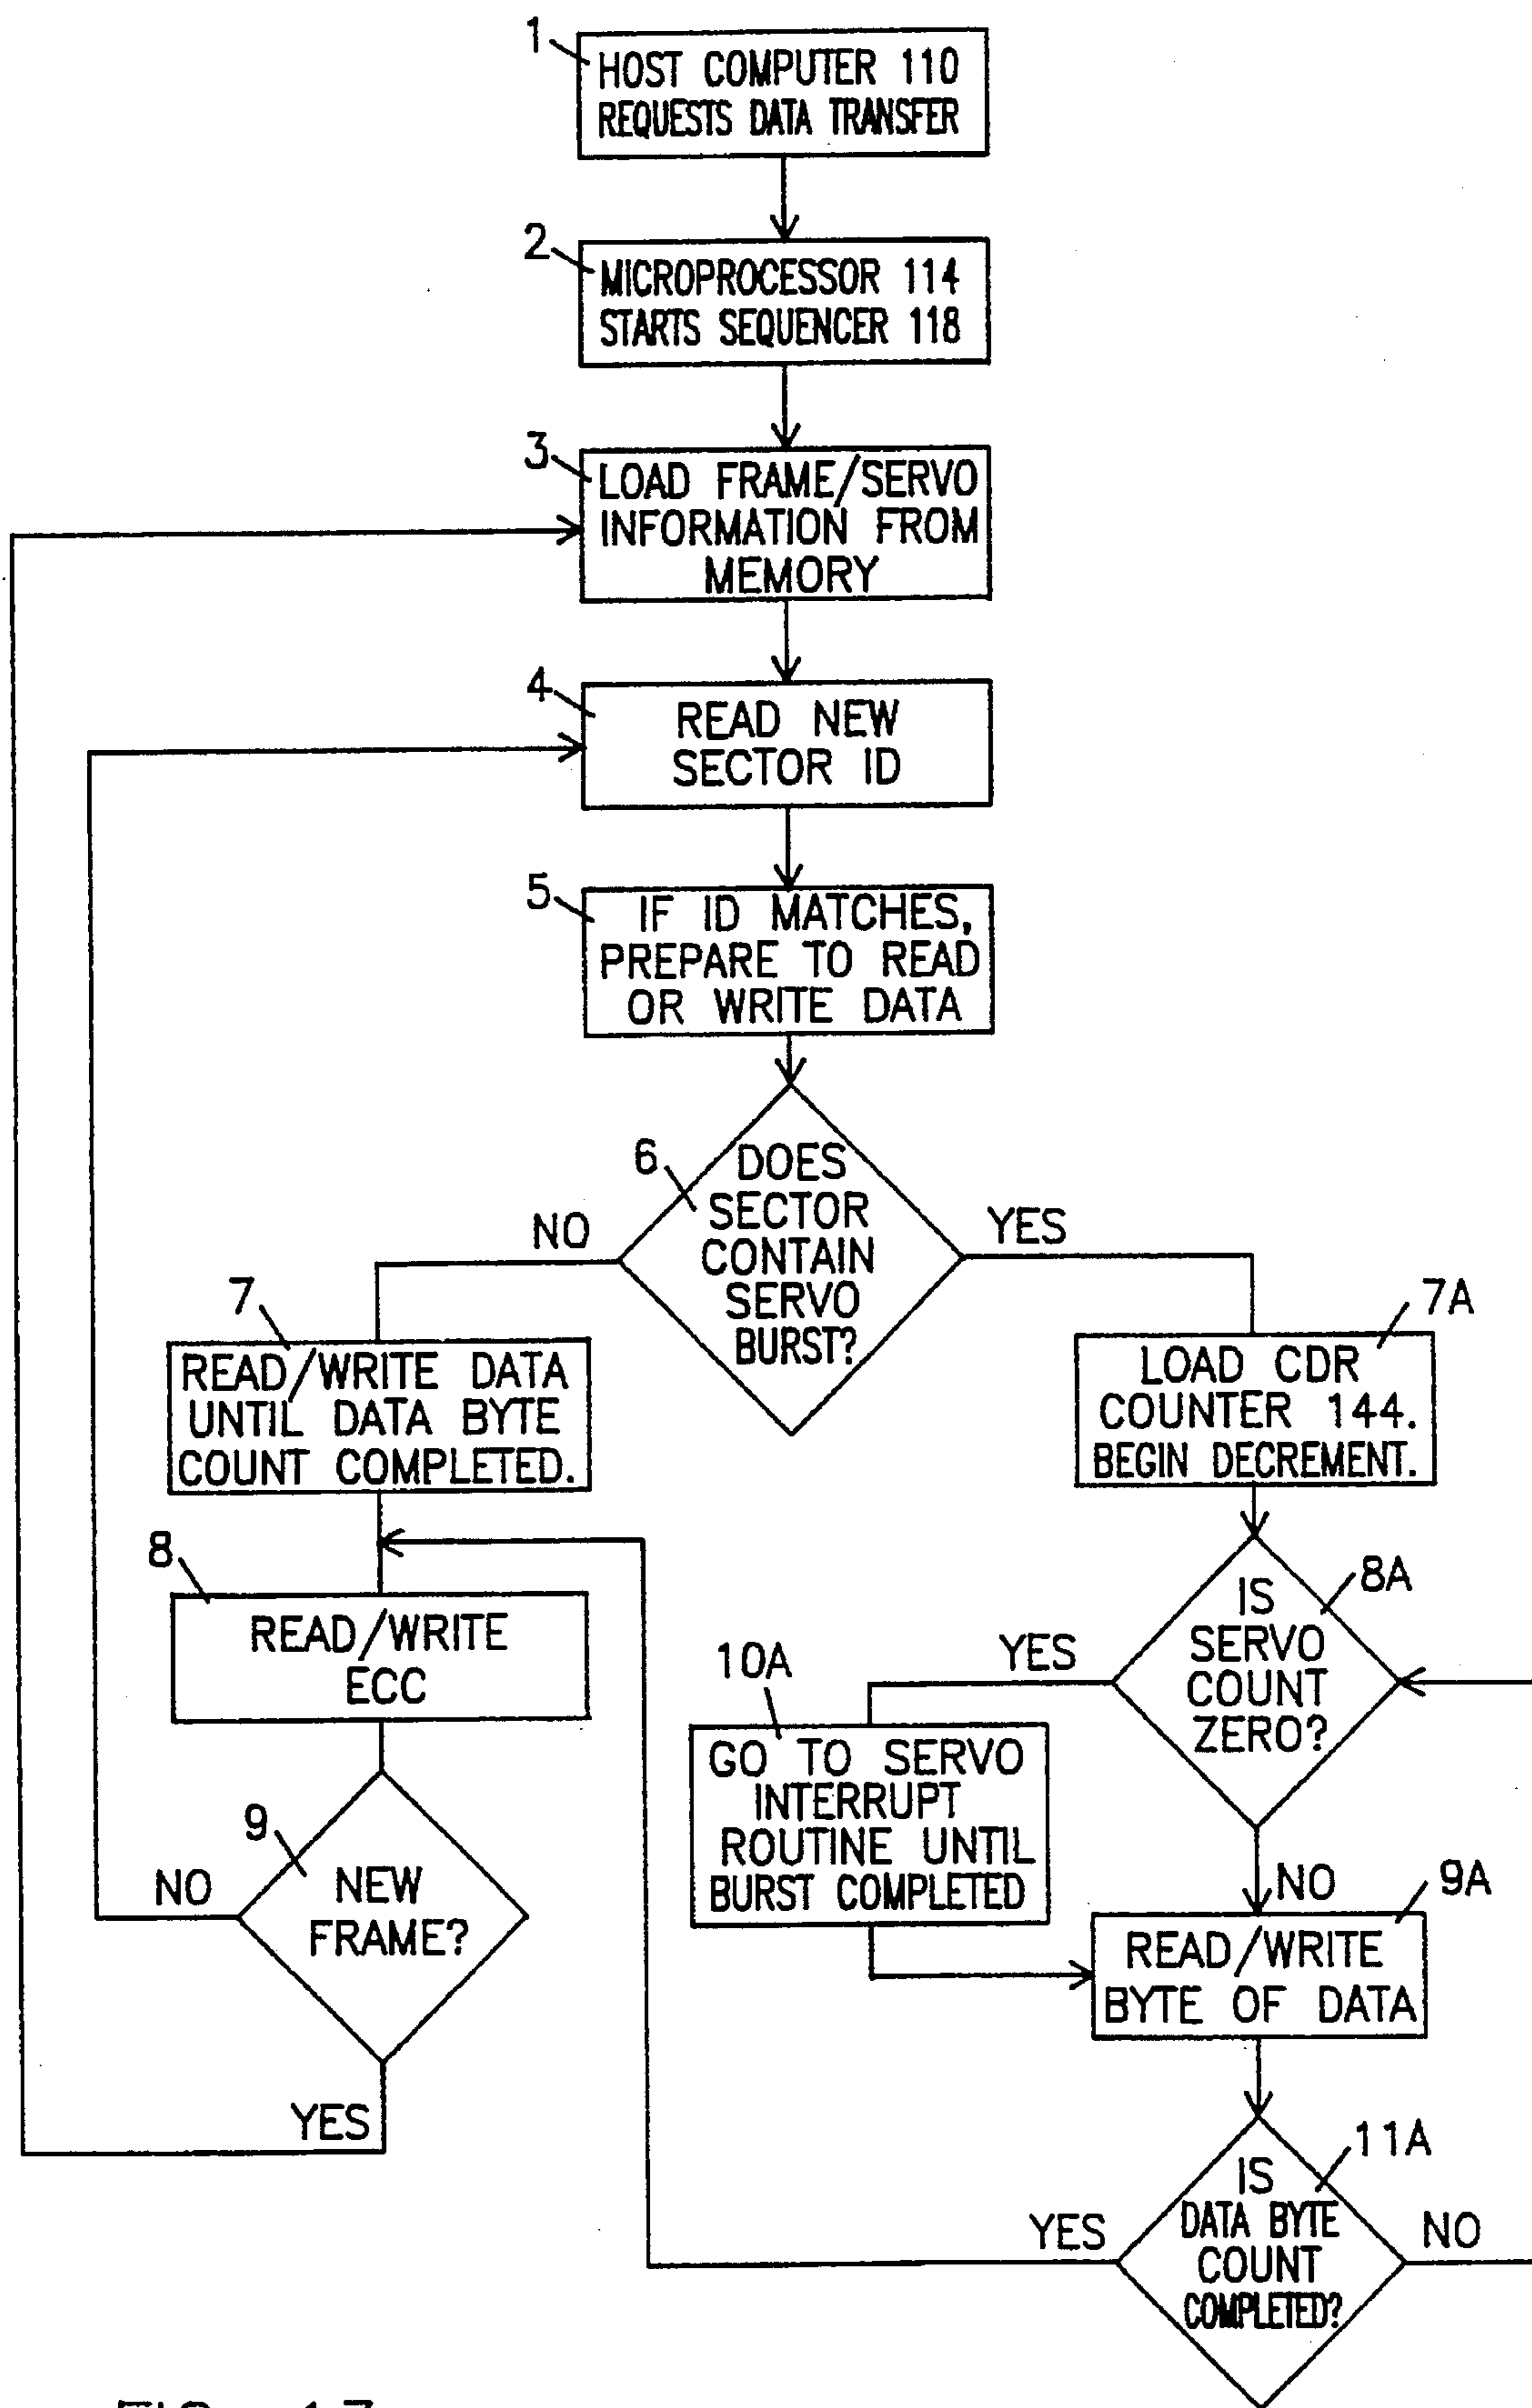 1
HOST COMPUTER 110
REQUESTS DATA TRANSFER
2
MICROPROCESSOR 114
STARTS SEQUENCER 118
3
LOAD FRAME/SERVO
INFORMATION FROM
MEMORY
4
READ NEW
SECTOR ID
5
IF ID MATCHES,
PREPARE TO READ
OR WRITE DATA
6
DOES
SECTOR
CONTAIN
SERVO
BURST?
NO
YES
7
READ/WRITE DATA
UNTIL DATA BYTE
COUNT COMPLETED.
7A
LOAD CDR
COUNTER 144.
BEGIN DECREMENT.
8
READ/WRITE
ECC
8A
IS
SERVO
COUNT
ZERO?
YES
NO
10A
GO TO SERVO
INTERRUPT
ROUTINE UNTIL
BURST COMPLETED
9
NEW
FRAME?
NO
YES
9A
READ/WRITE
BYTE OF DATA
11A
IS
DATA BYTE
COUNT
COMPLETED?
YES
NO